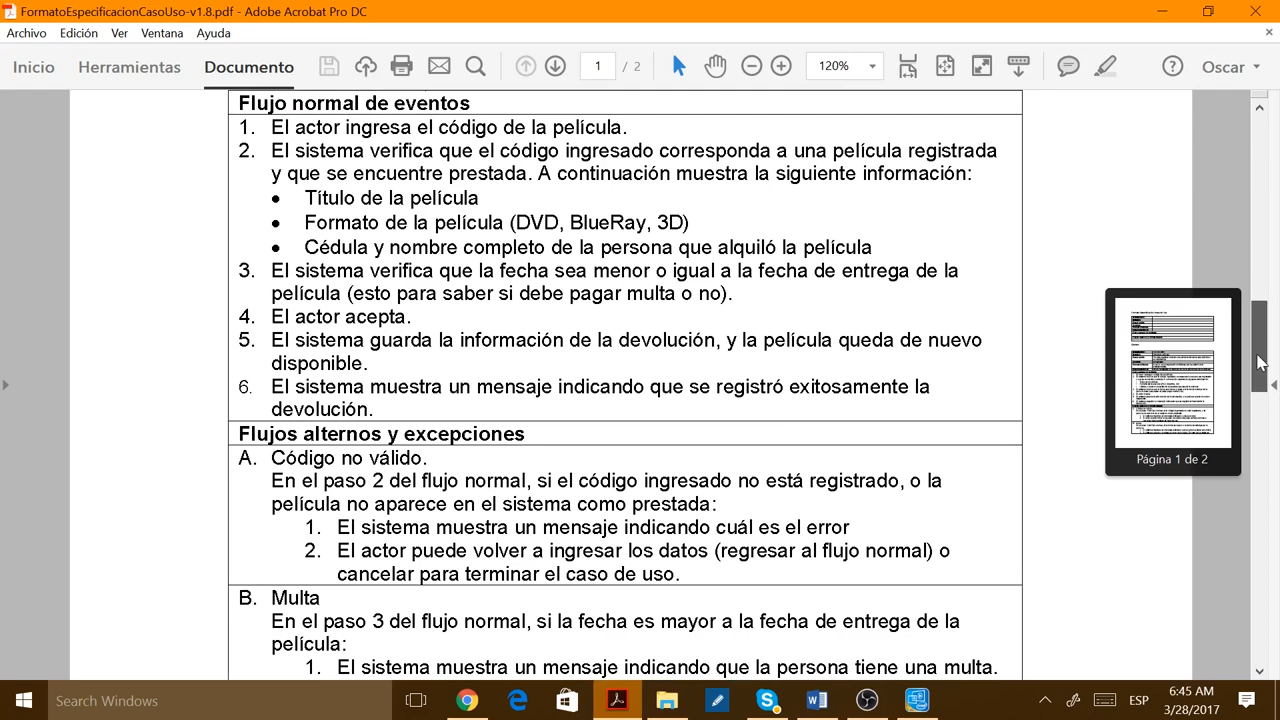 FormatoEspecificacionCasoUso-v1.8.pdf - Adobe Acrobat Pro DC
Archivo Edición Ver Ventana Ayuda
Inicio Herramientas Documento 1 / 2 120% Oscar
Flujo normal de eventos
1. El actor ingresa el código de la película.
2. El sistema verifica que el código ingresado corresponda a una película registrada
y que se encuentre prestada. A continuación muestra la siguiente información:
• Título de la película
• Formato de la película (DVD, BlueRay, 3D)
• Cédula y nombre completo de la persona que alquiló la película
3. El sistema verifica que la fecha sea menor o igual a la fecha de entrega de la
película (esto para saber si debe pagar multa o no).
4. El actor acepta.
5. El sistema guarda la información de la devolución, y la película queda de nuevo
disponible.
6. El sistema muestra un mensaje indicando que se registró exitosamente la
devolución.
Flujos alternos y excepciones
A. Código no válido.
En el paso 2 del flujo normal, si el código ingresado no está registrado, o la
película no aparece en el sistema como prestada:
1. El sistema muestra un mensaje indicando cuál es el error
2. El actor puede volver a ingresar los datos (regresar al flujo normal) o
cancelar para terminar el caso de uso.
B. Multa
En el paso 3 del flujo normal, si la fecha es mayor a la fecha de entrega de la
película:
1. El sistema muestra un mensaje indicando que la persona tiene una multa.
Página 1 de 2
Search Windows
ESP
6:45 AM
3/28/2017